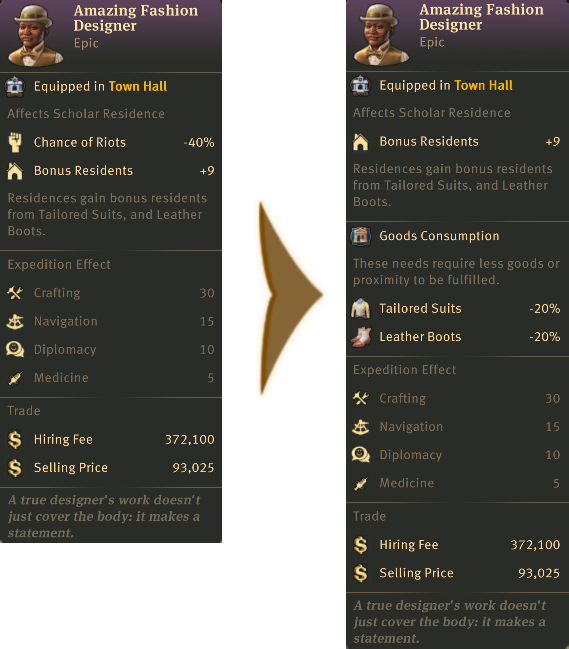 Amazing Fashion
Designer
Epic
Equipped in Town Hall
Affects Scholar Residence
Chance of Riots -40%
Bonus Residents +9
Residences gain bonus residents
from Tailored Suits, and Leather
Boots.
Expedition Effect
Crafting 30
Navigation 15
Diplomacy 10
Medicine 5
Trade
Hiring Fee 372,100
Selling Price 93,025
A true designer's work doesn't
just cover the body: it makes a
statement.
Amazing Fashion
Designer
Epic
Equipped in Town Hall
Affects Scholar Residence
Bonus Residents +9
Residences gain bonus residents
from Tailored Suits, and Leather
Boots.
Goods Consumption
These needs require less goods or
proximity to be fulfilled.
Tailored Suits -20%
Leather Boots -20%
Expedition Effect
Crafting 30
Navigation 15
Diplomacy 10
Medicine 5
Trade
Hiring Fee 372,100
Selling Price 93,025
A true designer's work doesn't
just cover the body: it makes a
statement.